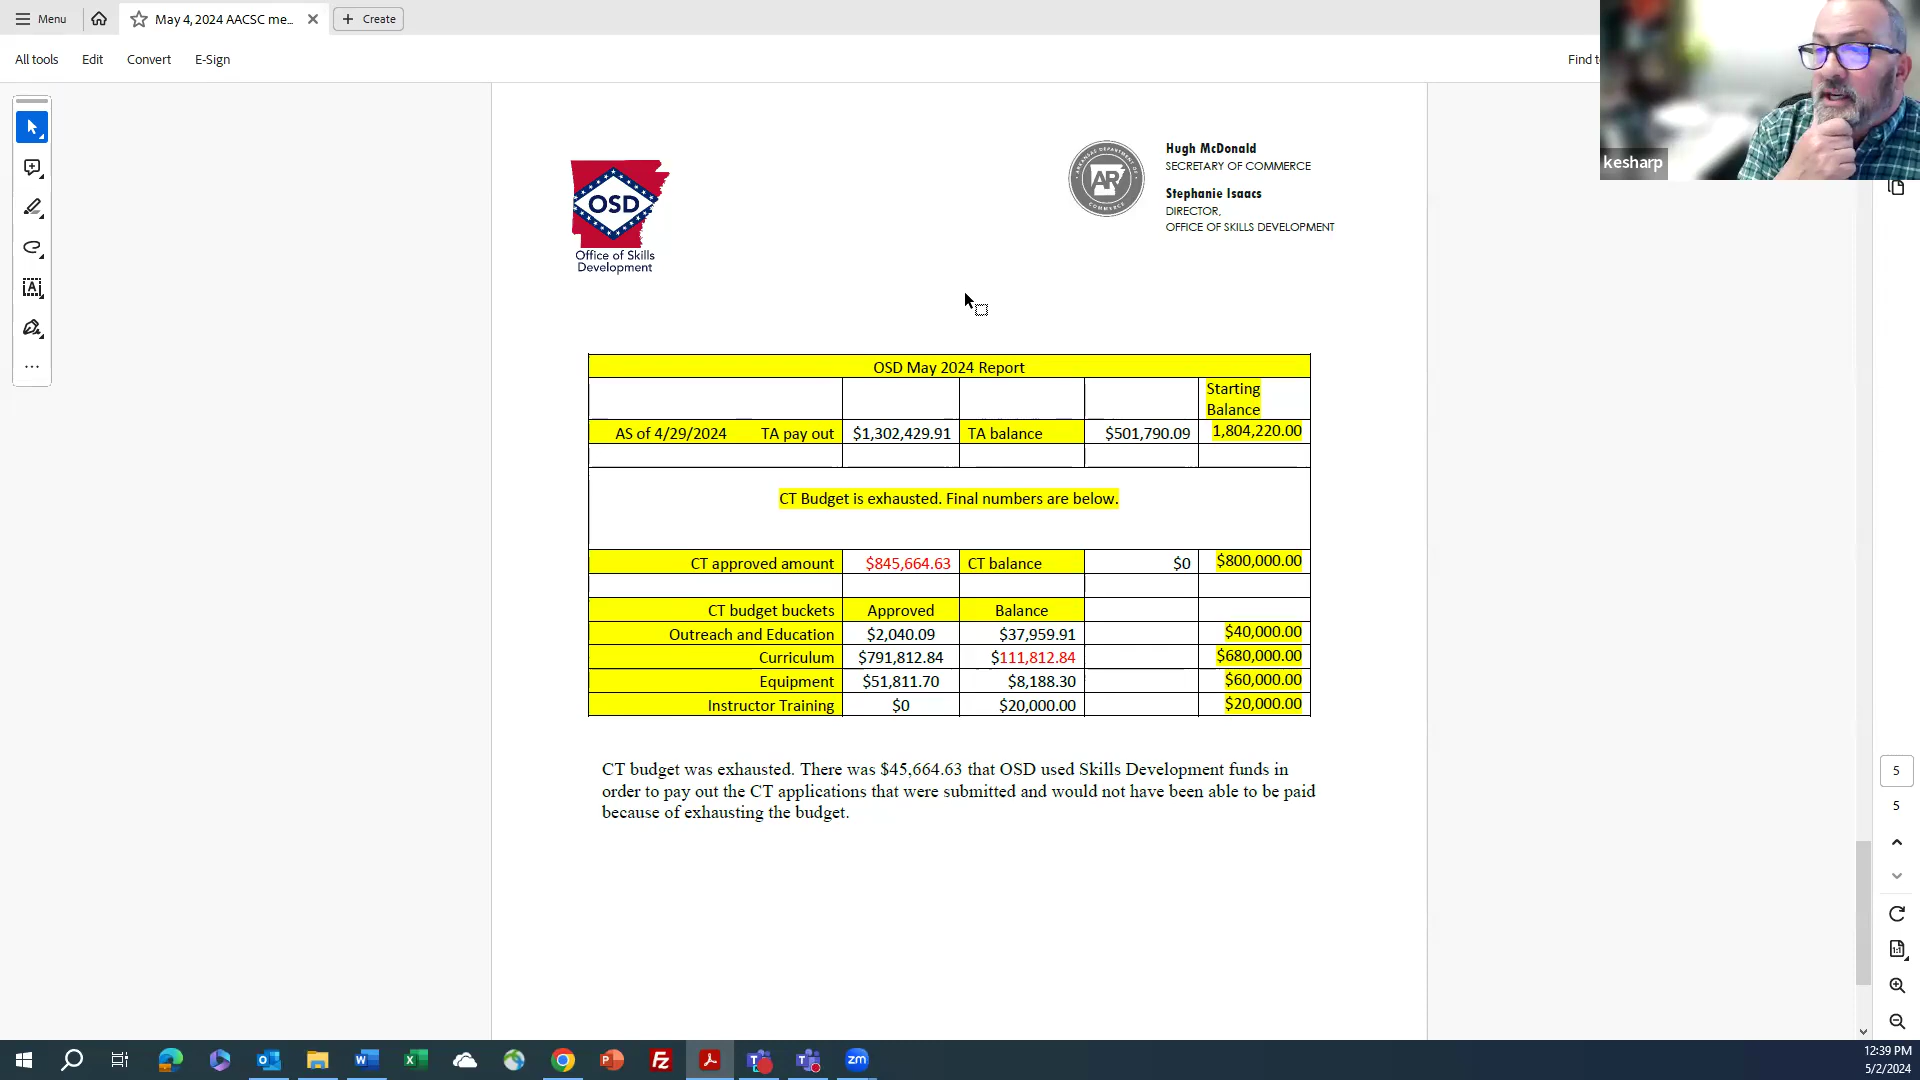 Menu
May 4, 2024 AACSC me...
Create
All tools
Edit
Convert
E-Sign
Find t
kesharp
OSD
Office of Skills
Development
AR
Hugh McDonald
SECRETARY OF COMMERCE
Stephanie Isaacs
DIRECTOR,
OFFICE OF SKILLS DEVELOPMENT
OSD May 2024 Report
Starting
Balance
AS of 4/29/2024 TA pay out $1,302,429.91 TA balance $501,790.09 1,804,220.00
CT Budget is exhausted. Final numbers are below.
CT approved amount $845,664.63 CT balance $0 $800,000.00
CT budget buckets Approved Balance
Outreach and Education $2,040.09 $37,959.91 $40,000.00
Curriculum $791,812.84 $111,812.84 $680,000.00
Equipment $51,811.70 $8,188.30 $60,000.00
Instructor Training $0 $20,000.00 $20,000.00
CT budget was exhausted. There was $45,664.63 that OSD used Skills Development funds in
order to pay out the CT applications that were submitted and would not have been able to be paid
because of exhausting the budget.
5
5
zm
12:39 PM
5/2/2024